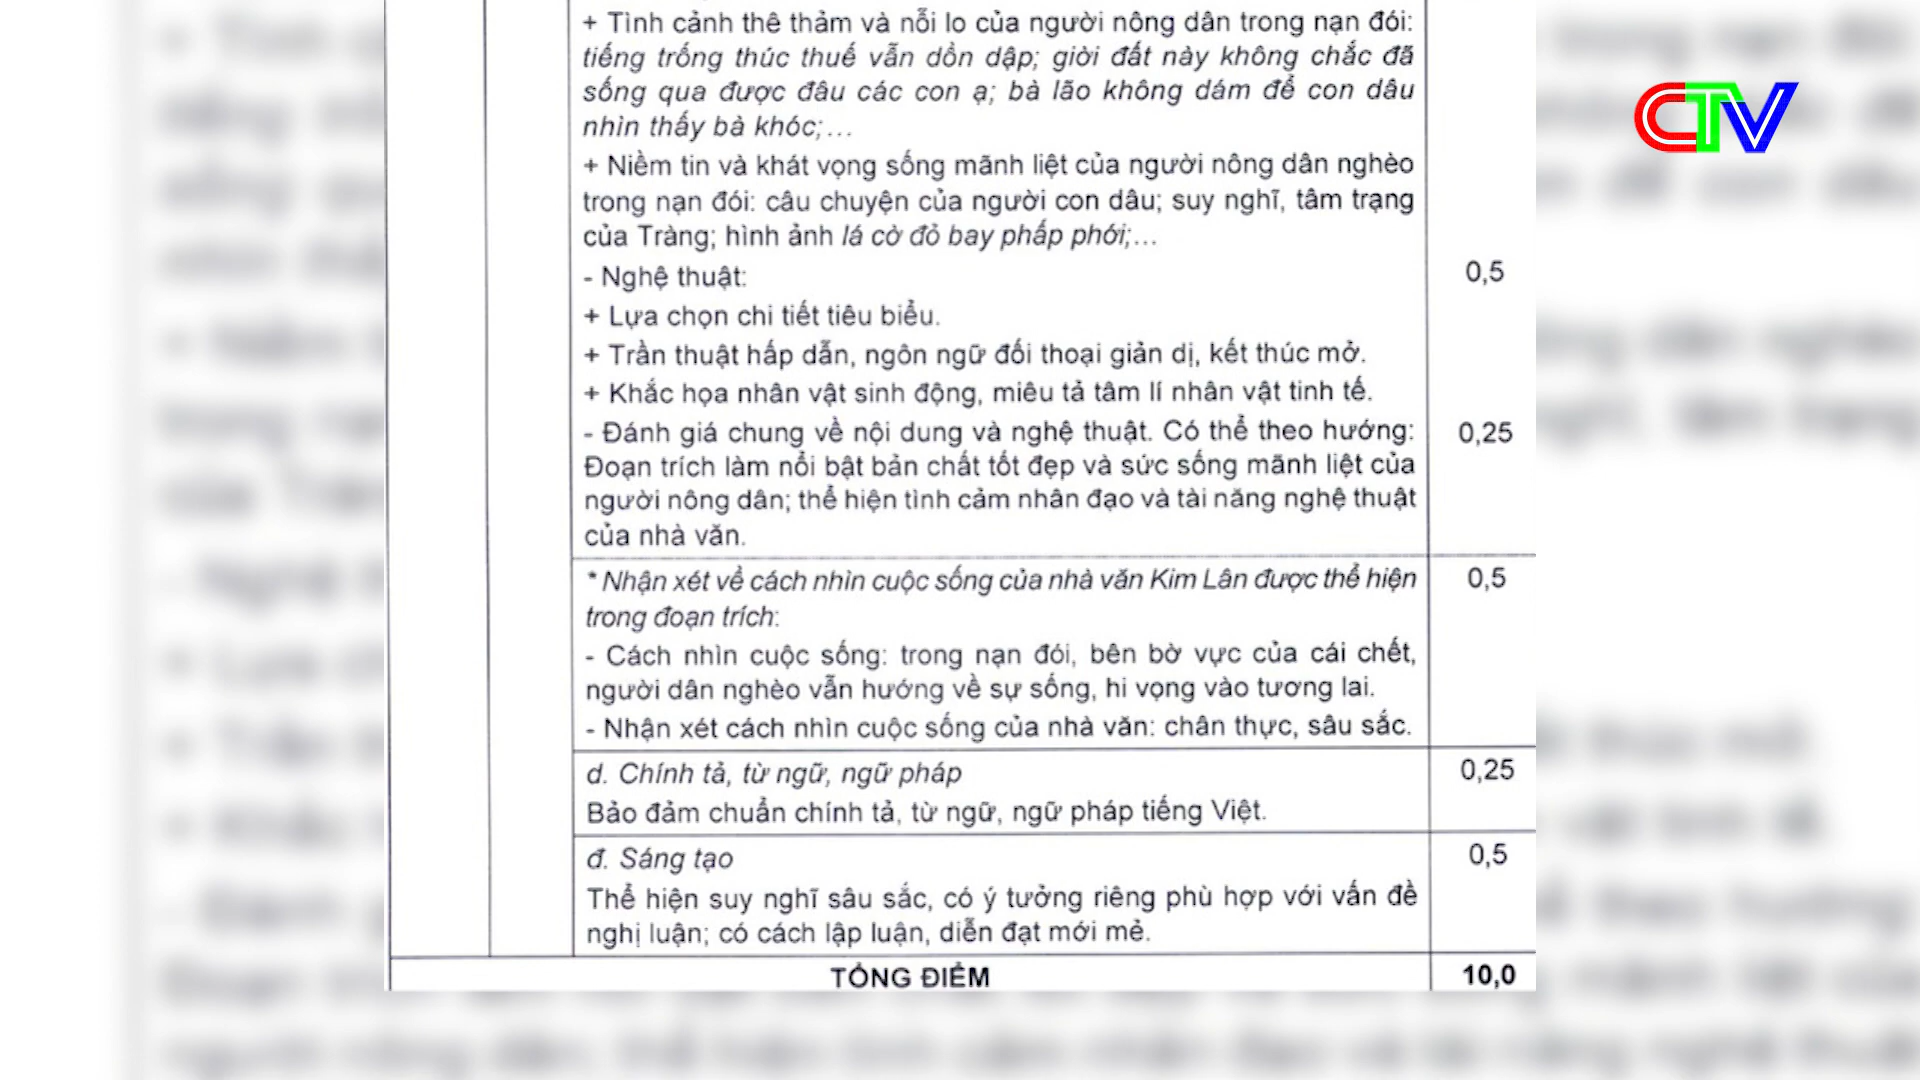 + Tình cảnh thê thảm và nỗi lo của người nông dân trong nạn đói:
tiếng trống thúc thuế vẫn dồn dập; giời đất này không chắc đã
sống qua được đâu các con ạ; bà lão không dám để con dâu
nhìn thấy bà khóc;…
+ Niềm tin và khát vọng sống mãnh liệt của người nông dân nghèo
trong nạn đói: câu chuyện của người con dâu; suy nghĩ, tâm trạng
của Tràng; hình ảnh lá cờ đỏ bay phấp phới;…
- Nghệ thuật: 0,5
+ Lựa chọn chi tiết tiêu biểu.
+ Trần thuật hấp dẫn, ngôn ngữ đối thoại giản dị, kết thúc mở.
+ Khắc họa nhân vật sinh động, miêu tả tâm lí nhân vật tinh tế.
- Đánh giá chung về nội dung và nghệ thuật. Có thể theo hướng: 0,25
Đoạn trích làm nổi bật bản chất tốt đẹp và sức sống mãnh liệt của
người nông dân; thể hiện tình cảm nhân đạo và tài năng nghệ thuật
của nhà văn.
* Nhận xét về cách nhìn cuộc sống của nhà văn Kim Lân được thể hiện 0,5
trong đoạn trích:
- Cách nhìn cuộc sống: trong nạn đói, bên bờ vực của cái chết,
người dân nghèo vẫn hướng về sự sống, hi vọng vào tương lai.
- Nhận xét cách nhìn cuộc sống của nhà văn: chân thực, sâu sắc.
d. Chính tả, từ ngữ, ngữ pháp 0,25
Bảo đảm chuẩn chính tả, từ ngữ, ngữ pháp tiếng Việt.
đ. Sáng tạo 0,5
Thể hiện suy nghĩ sâu sắc, có ý tưởng riêng phù hợp với vấn đề
nghị luận; có cách lập luận, diễn đạt mới mẻ.
TỔNG ĐIỂM 10,0
CTV